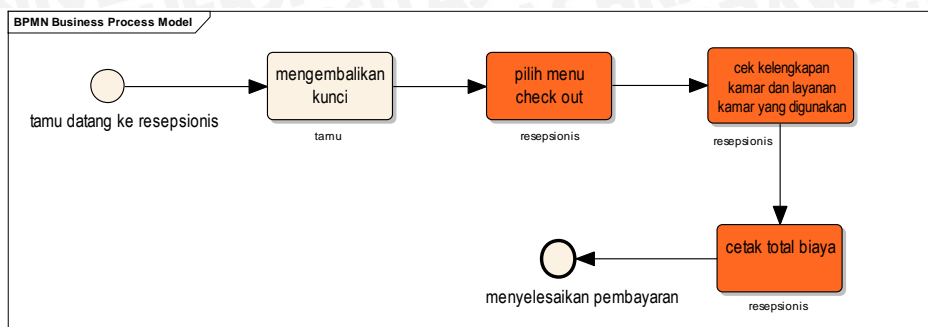 BPMN Business Process Model
tamu datang ke resepsionis
mengembalikan
kunci
tamu
pilih menu
check out
resepsionis
cek kelengkapan
kamar dan layanan
kamar yang digunakan
resepsionis
cetak total biaya
resepsionis
menyelesaikan pembayaran